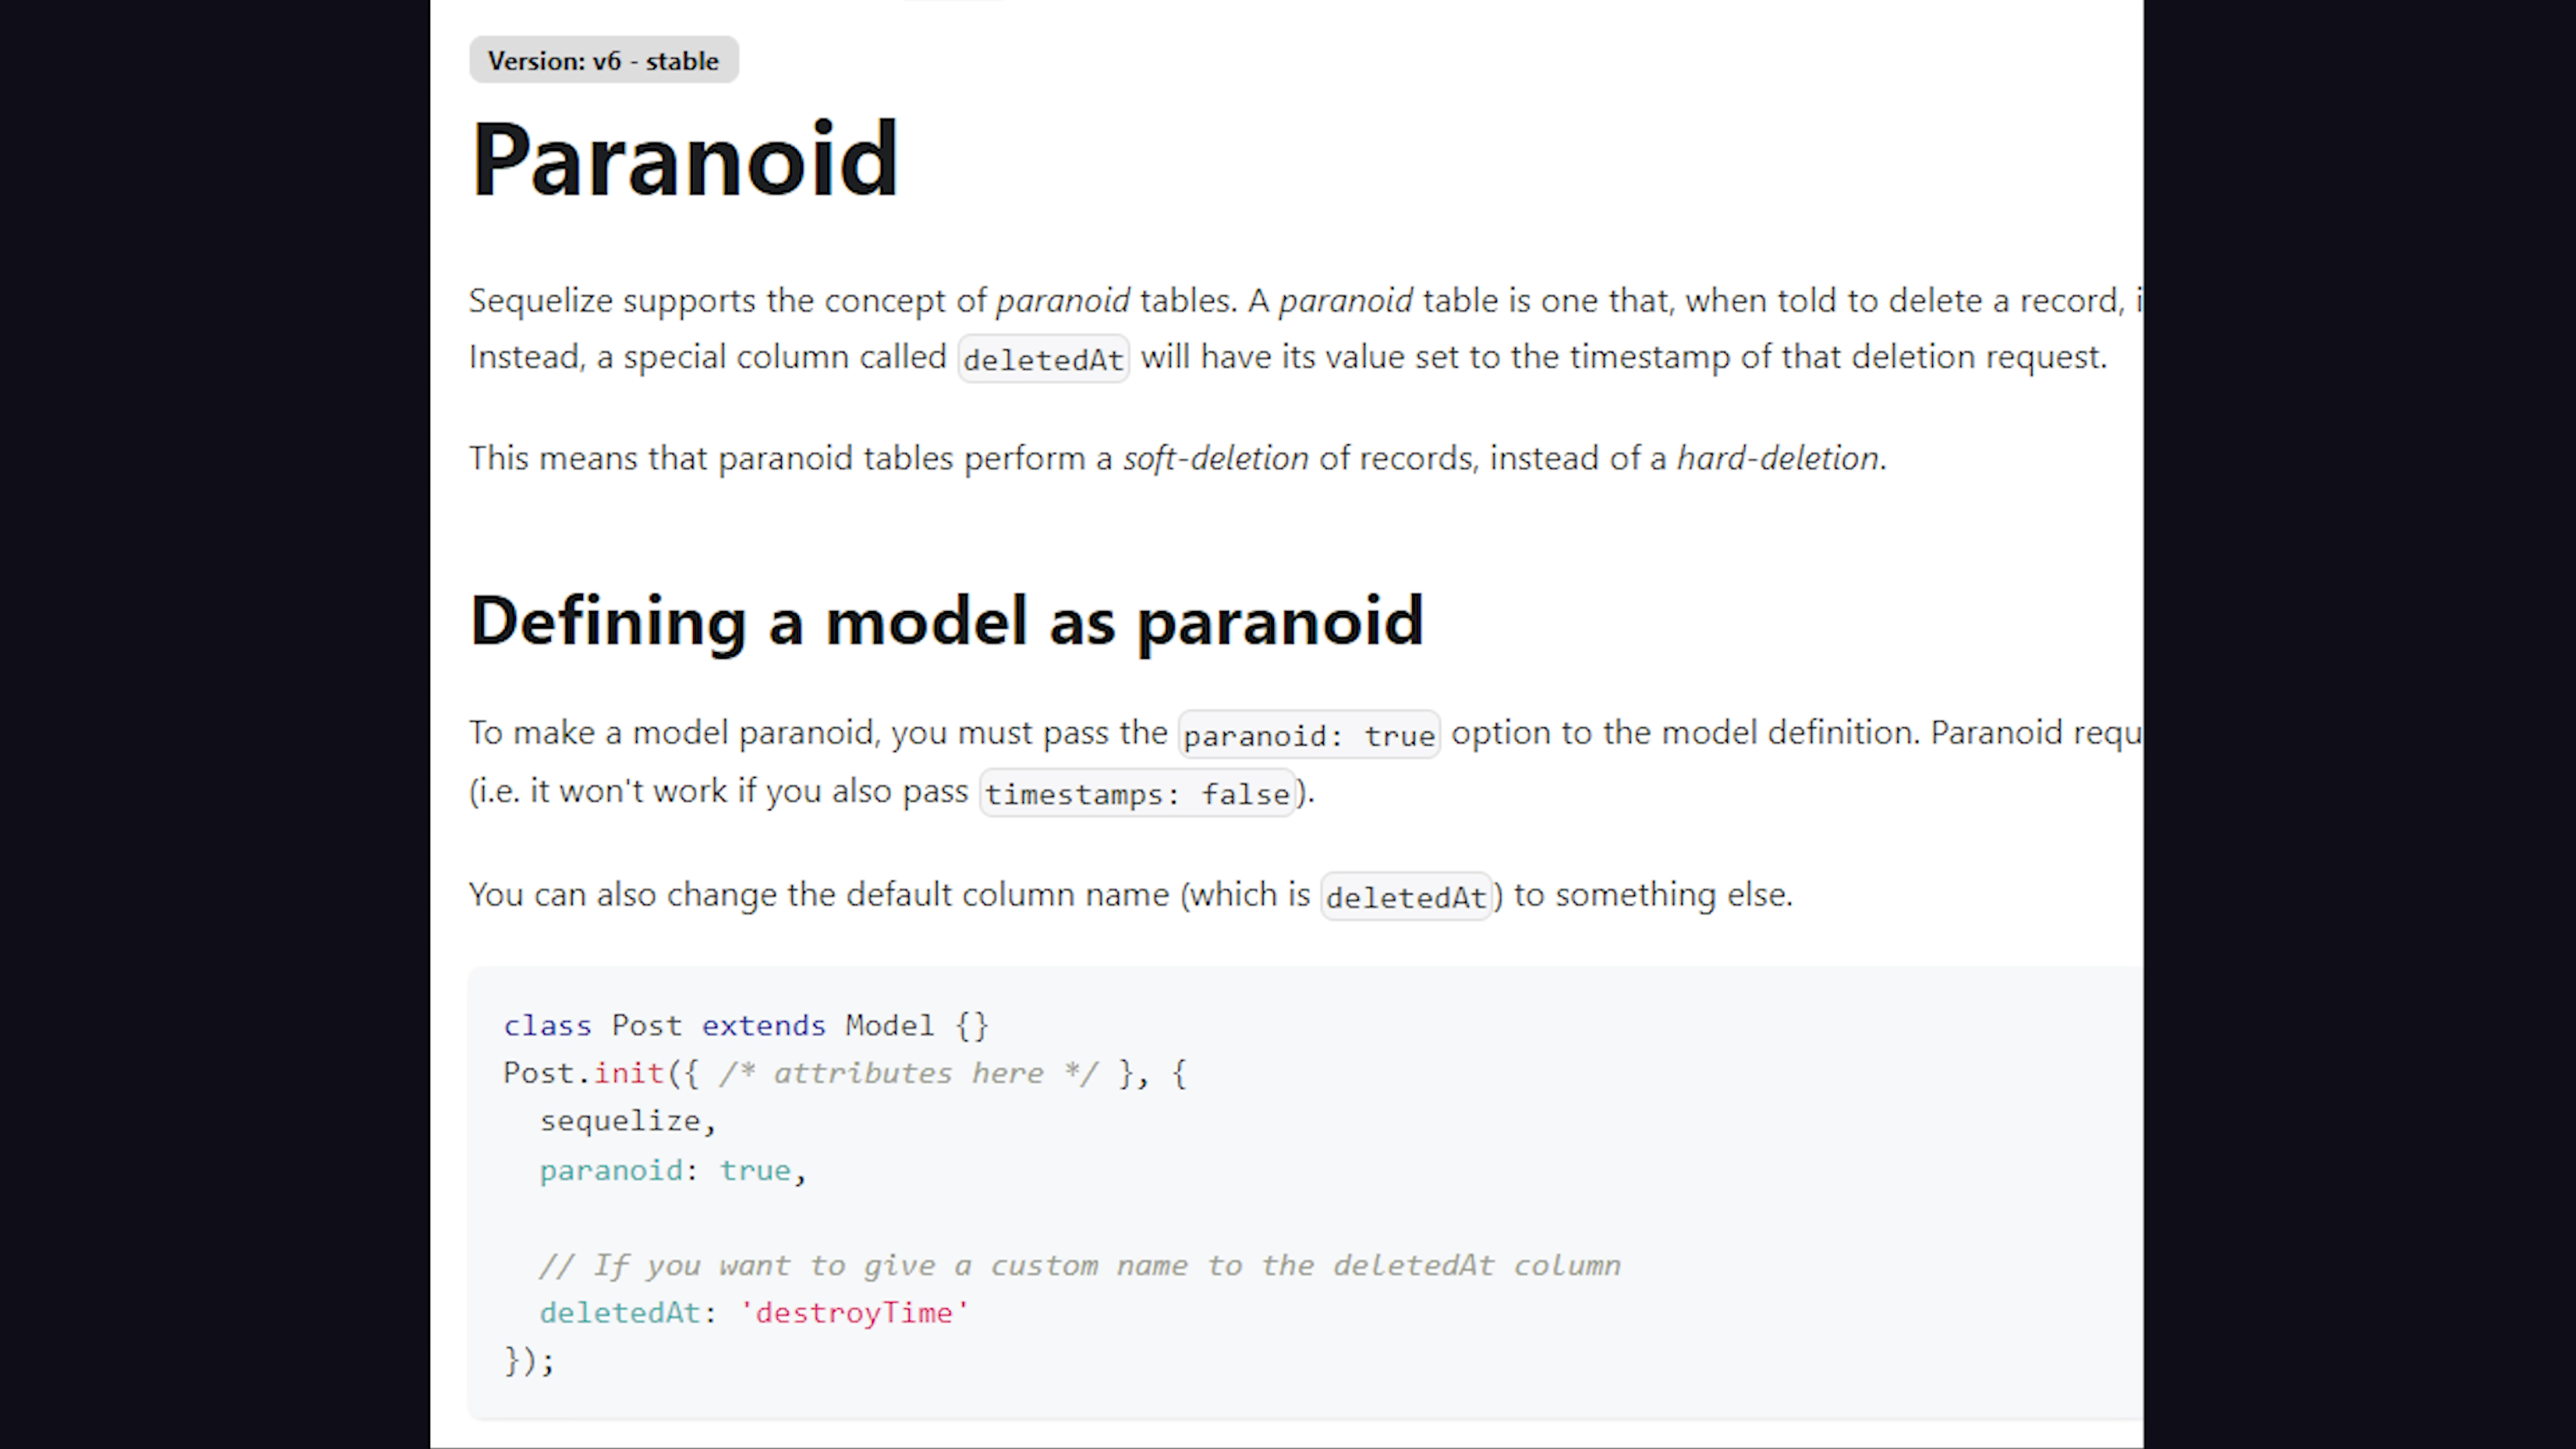 Version: v6 - stable
Paranoid
Sequelize supports the concept of paranoid tables. A paranoid table is one that, when told to delete a record,
Instead, a special column called deletedAt will have its value set to the timestamp of that deletion request.
This means that paranoid tables perform a soft-deletion of records, instead of a hard-deletion.
Defining a model as paranoid
To make a model paranoid, you must pass the paranoid: true option to the model definition. Paranoid requ
(i.e. it won't work if you also pass timestamps: false).
You can also change the default column name (which is deletedAt) to something else.
class Post extends Model {}
Post.init({ /* attributes here */ }, {
sequelize,
paranoid: true,
// If you want to give a custom name to the deletedAt column
deletedAt: 'destroyTime'
});